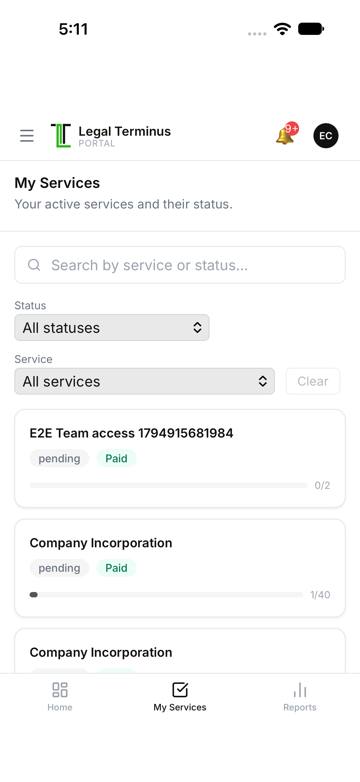 5:11
Legal Terminus
PORTAL
9+
EC
My Services
Your active services and their status.
Search by service or status...
Status
All statuses
Service
All services
Clear
E2E Team access 1794915681984
pending Paid
0/2
Company Incorporation
pending Paid
1/40
Company Incorporation
Home My Services Reports